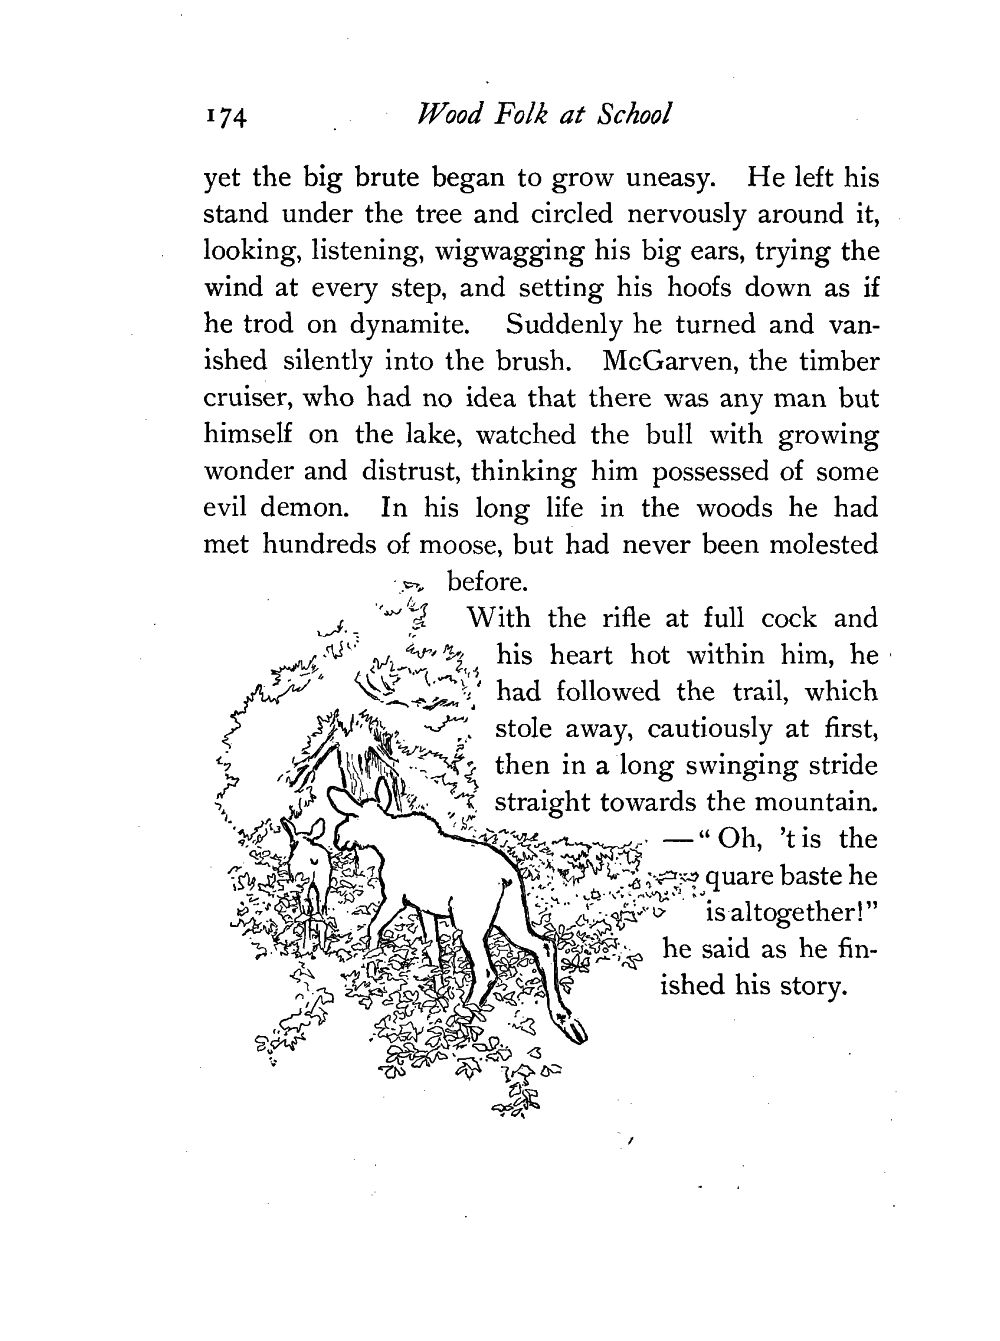 174 Wood Folk at School
yet the big brute began to grow uneasy. He left his
stand under the tree and circled nervously around it,
looking, listening, wigwagging his big ears, trying the
wind at every step, and setting his hoofs down as if
he trod on dynamite. Suddenly he turned and van-
ished silently into the brush. McGarven, the timber
cruiser, who had no idea that there was any man but
himself on the lake, watched the bull with growing
wonder and distrust, thinking him possessed of some
evil demon. In his long life in the woods he had
met hundreds of moose, but had never been molested
before.
With the rifle at full cock and
his heart hot within him, he
had followed the trail, which
stole away, cautiously at first,
then in a long swinging stride
straight towards the mountain.
—“Oh, 't is the
quare baste he
is altogether!”
he said as he fin-
ished his story.